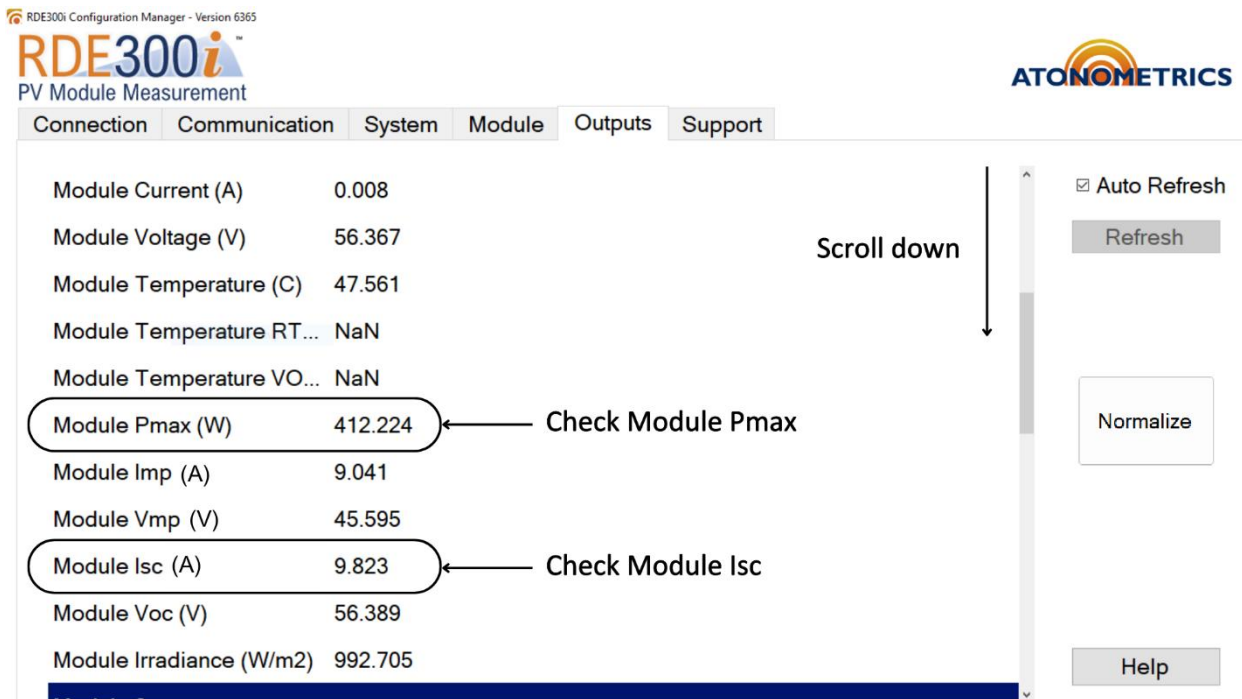 RDE300i Configuration Manager - Version 6365
RDE300i™
PV Module Measurement
ATONOMETRICS
Connection Communication System Module Outputs Support
Module Current (A) 0.008
Auto Refresh
Module Voltage (V) 56.367
Refresh
Scroll down
Module Temperature (C) 47.561
Module Temperature RT... NaN
Module Temperature VO... NaN
Module Pmax (W) 412.224
Check Module Pmax
Normalize
Module Imp (A) 9.041
Module Vmp (V) 45.595
Module Isc (A) 9.823
Check Module Isc
Module Voc (V) 56.389
Module Irradiance (W/m2) 992.705
Help